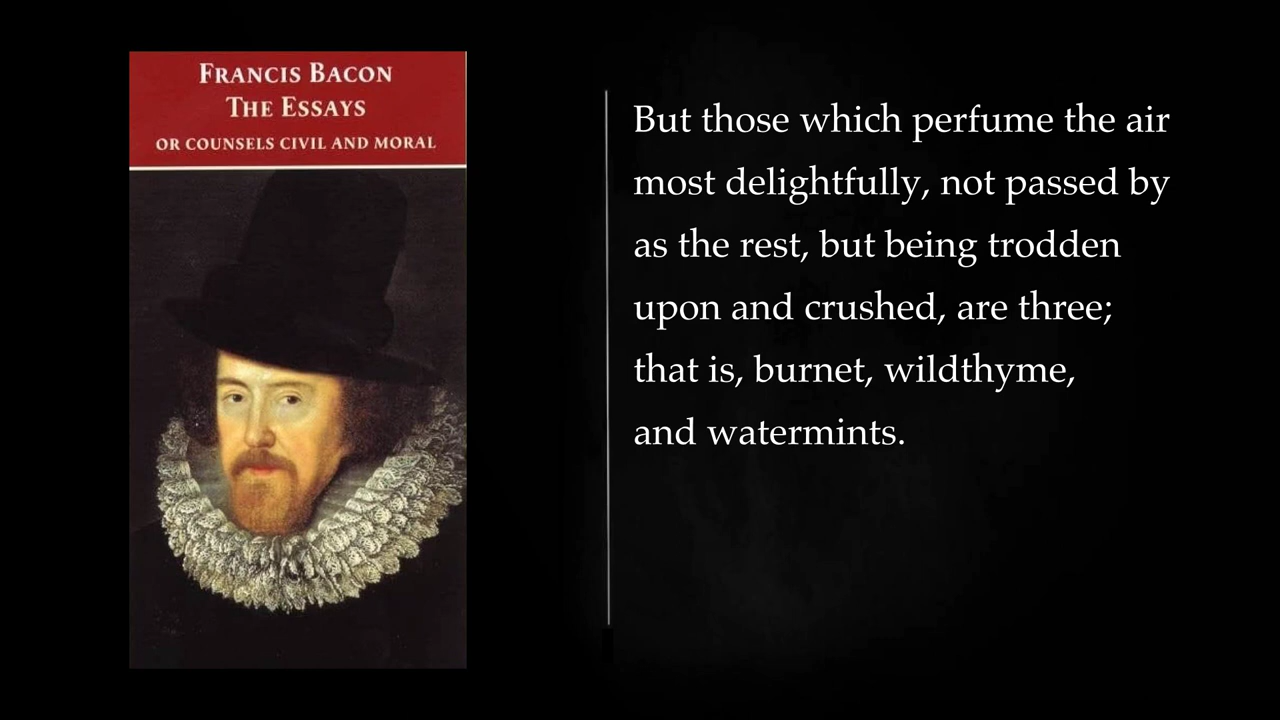 FRANCIS BACON
THE ESSAYS
OR COUNSELS CIVIL AND MORAL
But those which perfume the air
most delightfully, not passed by
as the rest, but being trodden
upon and crushed, are three;
that is, burnet, wildthyme,
and watermints.